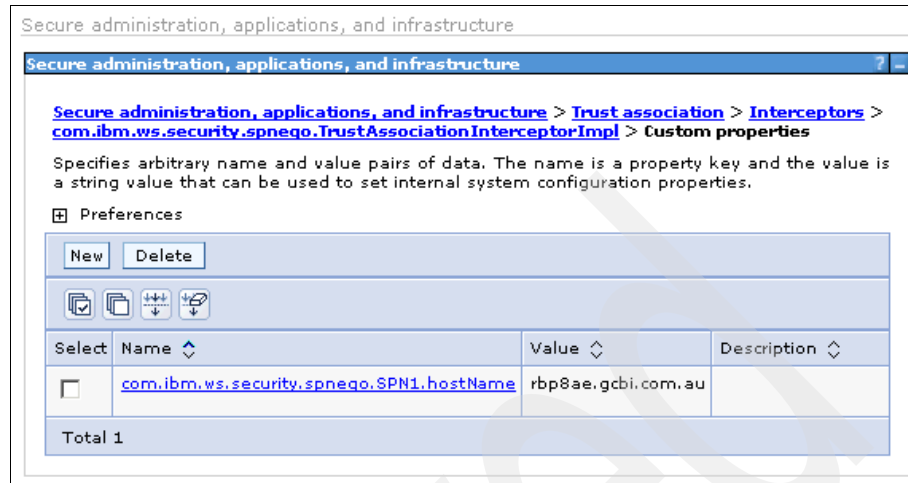 Secure administration, applications, and infrastructure
Secure administration, applications, and infrastructure ? –
Secure administration, applications, and infrastructure > Trust association > Interceptors >
com.ibm.ws.security.spnego.TrustAssociationInterceptorImpl > Custom properties
Specifies arbitrary name and value pairs of data. The name is a property key and the value is
a string value that can be used to set internal system configuration properties.
Preferences
New Delete
Select Name Value Description
com.ibm.ws.security.spnego.SPN1.hostName rbp8ae.gcbi.com.au
Total 1